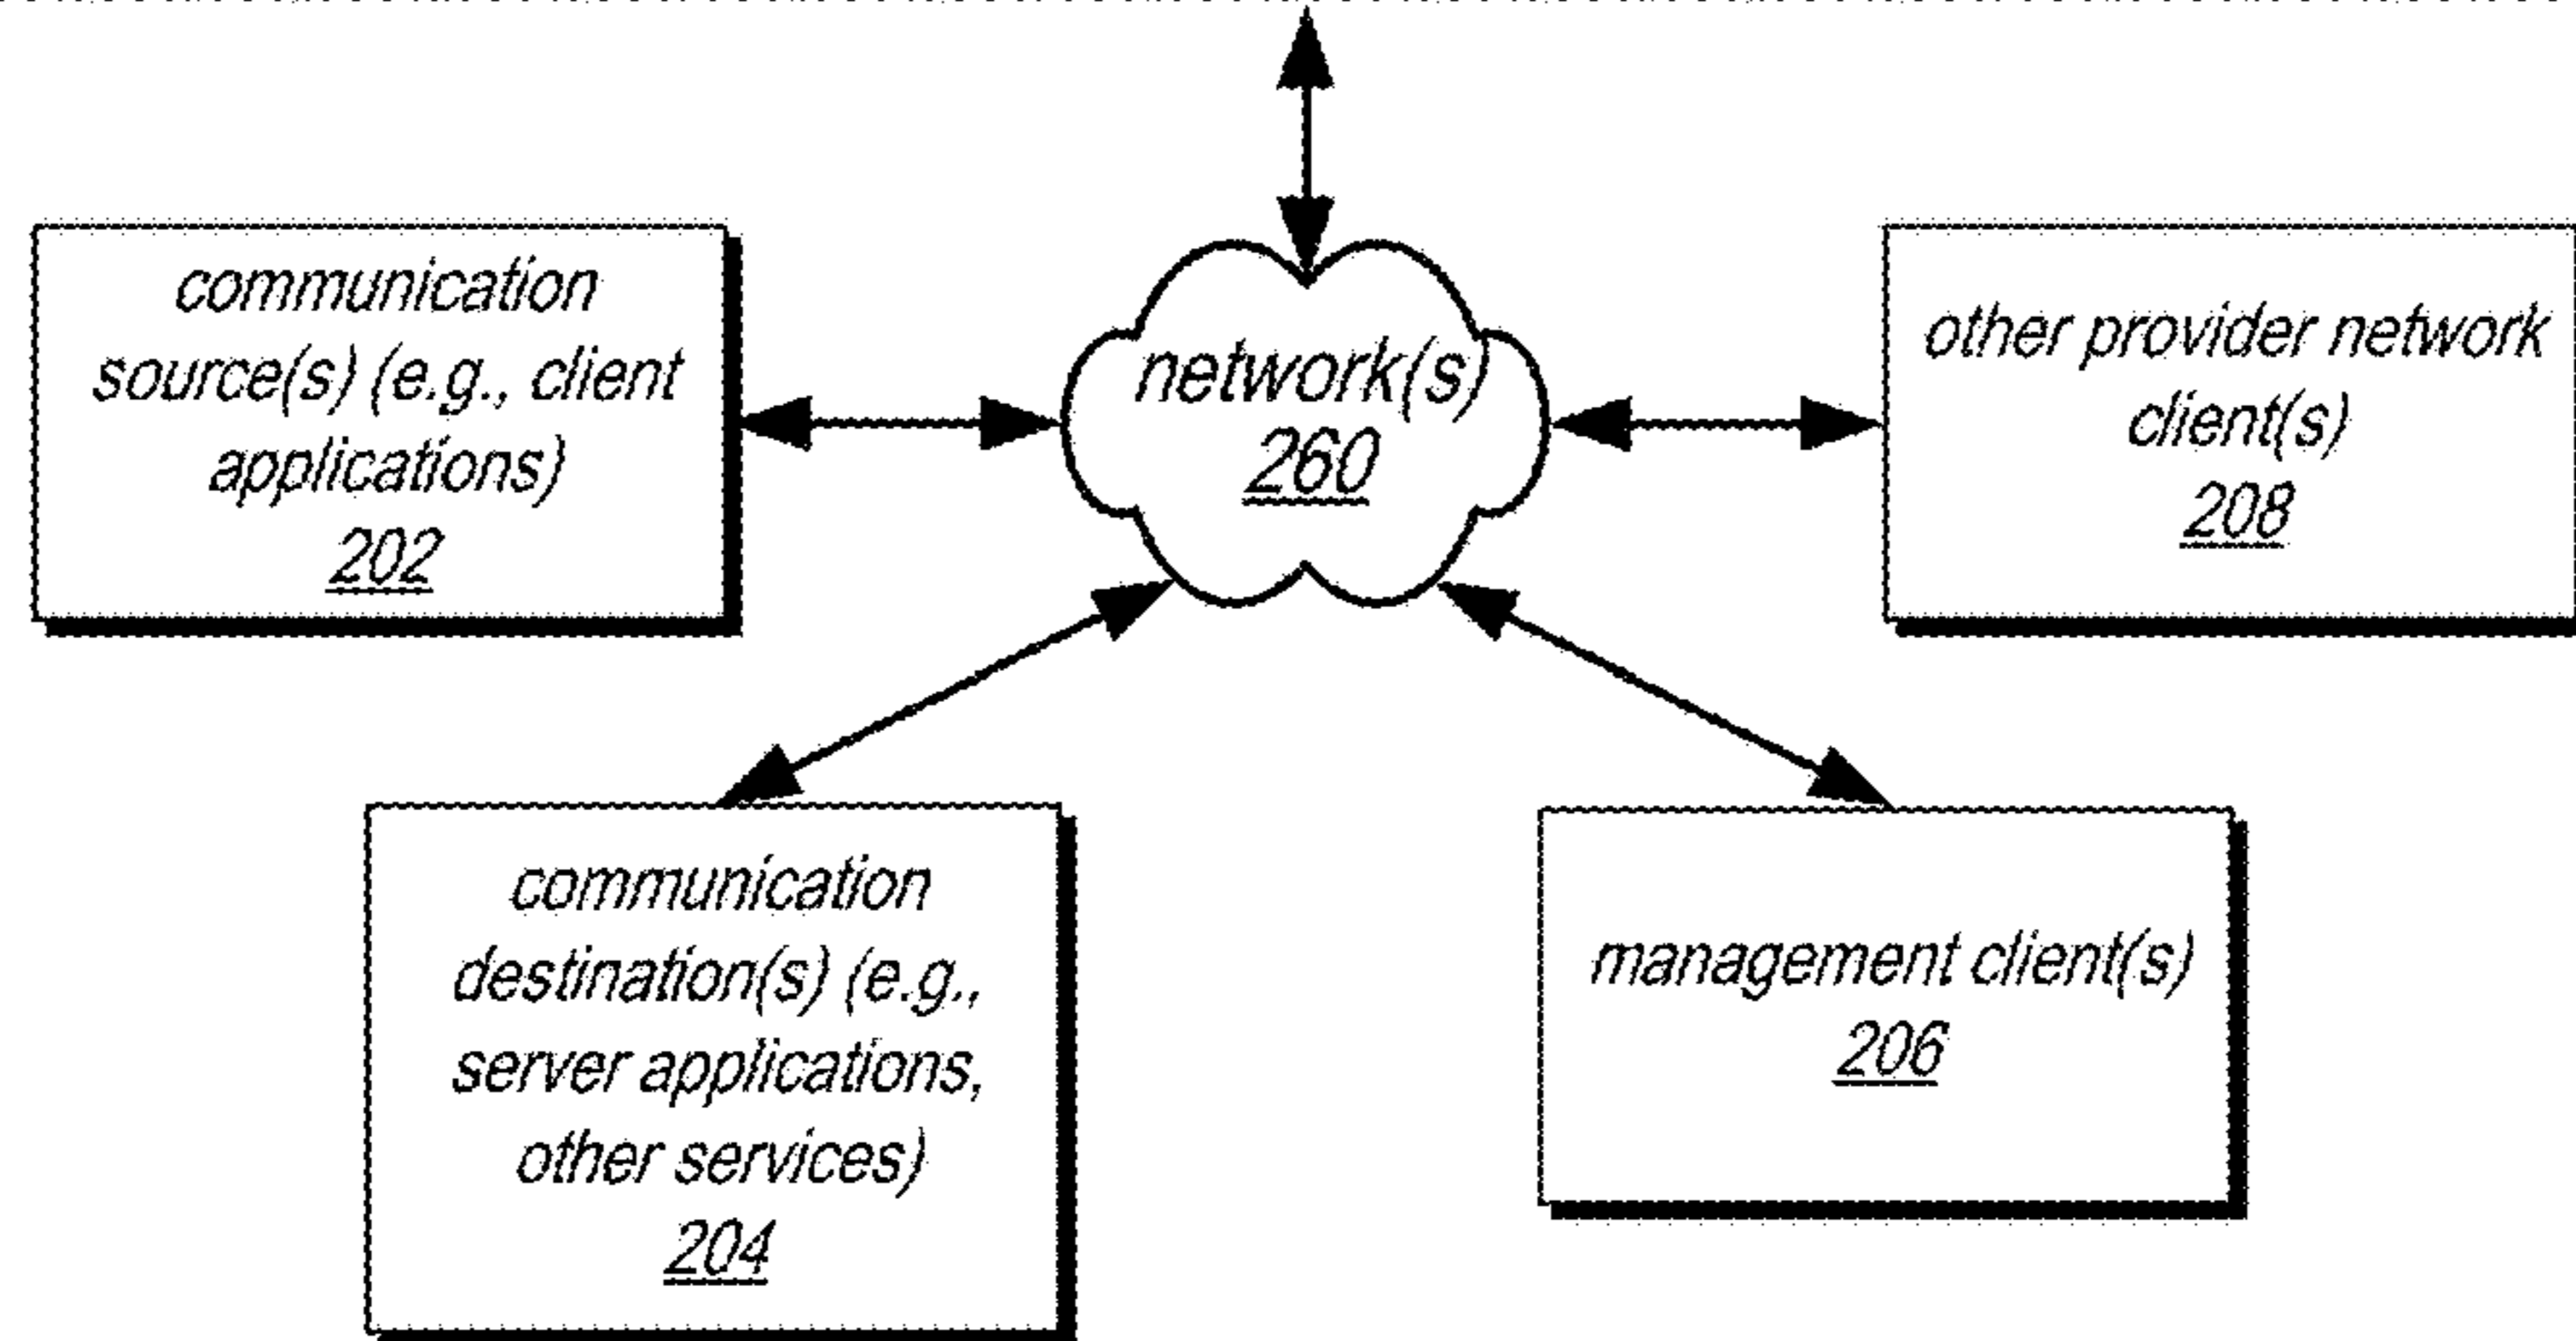 communication
source(s) (e.g., client
applications)
202
network(s)
260
other provider network
client(s)
208
communication
destination(s) (e.g.,
server applications,
other services)
204
management client(s)
206